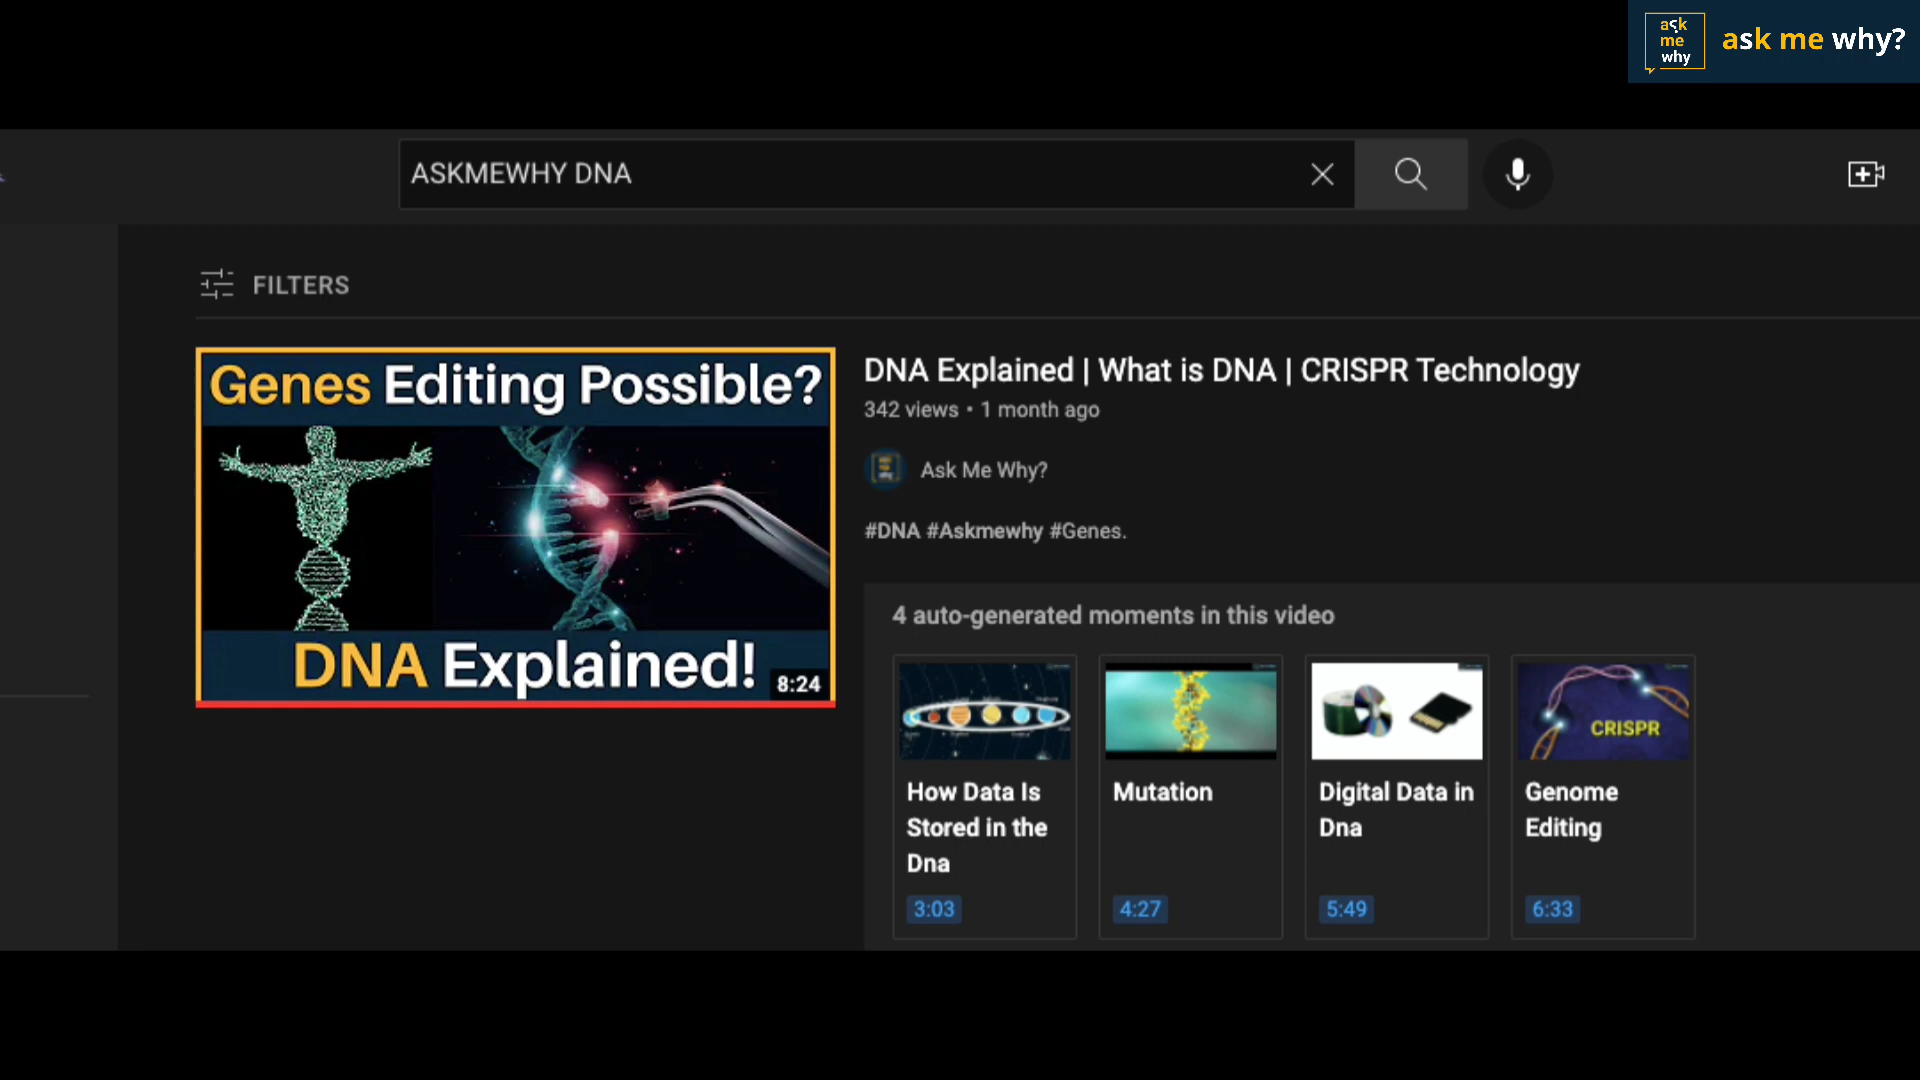 ask
me
why
ask me why?
ASKMEWHY DNA
FILTERS
Genes Editing Possible?
DNA Explained!
8:24
DNA Explained | What is DNA | CRISPR Technology
342 views • 1 month ago
Ask Me Why?
#DNA #Askmewhy #Genes.
4 auto-generated moments in this video
How Data Is
Stored in the
Dna
3:03
Mutation
4:27
Digital Data in
Dna
5:49
CRISPR
Genome
Editing
6:33